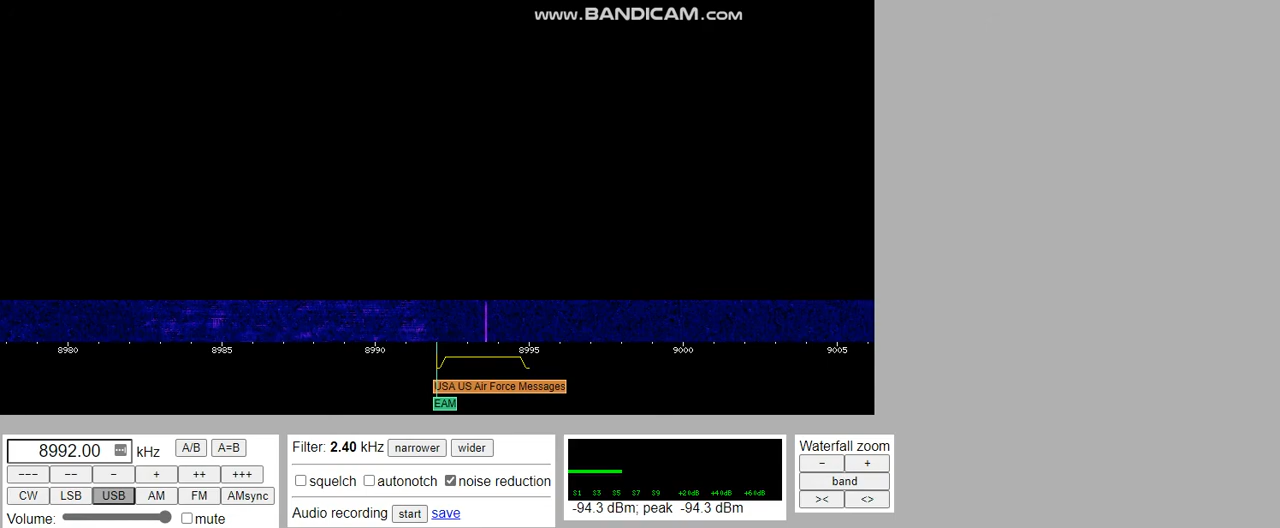 www.BANDICAM.com
8980 8985 8990 8995 9000 9005
USA US Air Force Messages
EAM
8992.00 kHz A/B A=B
--- -- - + ++ +++
CW LSB USB AM FM AMsync
Volume: mute
Filter: 2.40 kHz narrower wider
squelch autonotch noise reduction
Audio recording start save
S1 S3 S5 S7 S9 +20dB +40dB +60dB
-94.3 dBm; peak -94.3 dBm
Waterfall zoom
- +
band
>< <>